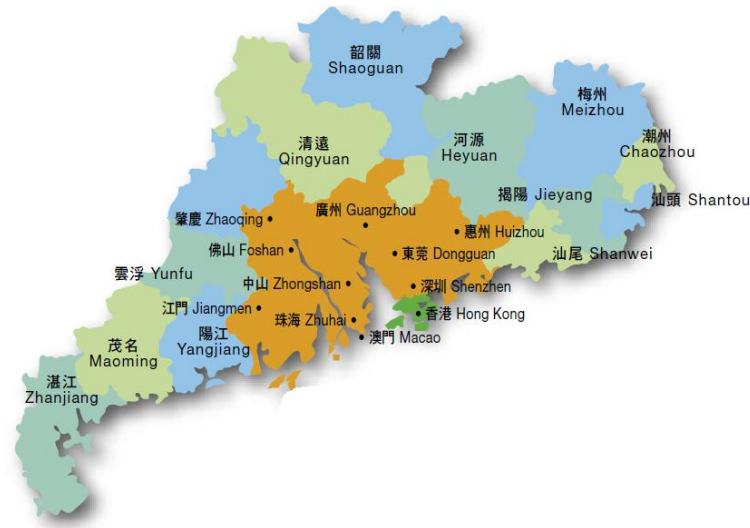 韶關
Shaoguan
梅州
Meizhou
清遠
Qingyuan
河源
Heyuan
潮州
Chaozhou
揭陽 Jieyang
汕頭 Shantou
肇慶 Zhaoqing
廣州 Guangzhou
惠州 Huizhou
佛山 Foshan
東莞 Dongguan
汕尾 Shanwei
雲浮 Yunfu
中山 Zhongshan
深圳 Shenzhen
江門 Jiangmen
珠海 Zhuhai
香港 Hong Kong
陽江
Yangjiang
澳門 Macao
茂名
Maoming
湛江
Zhanjiang